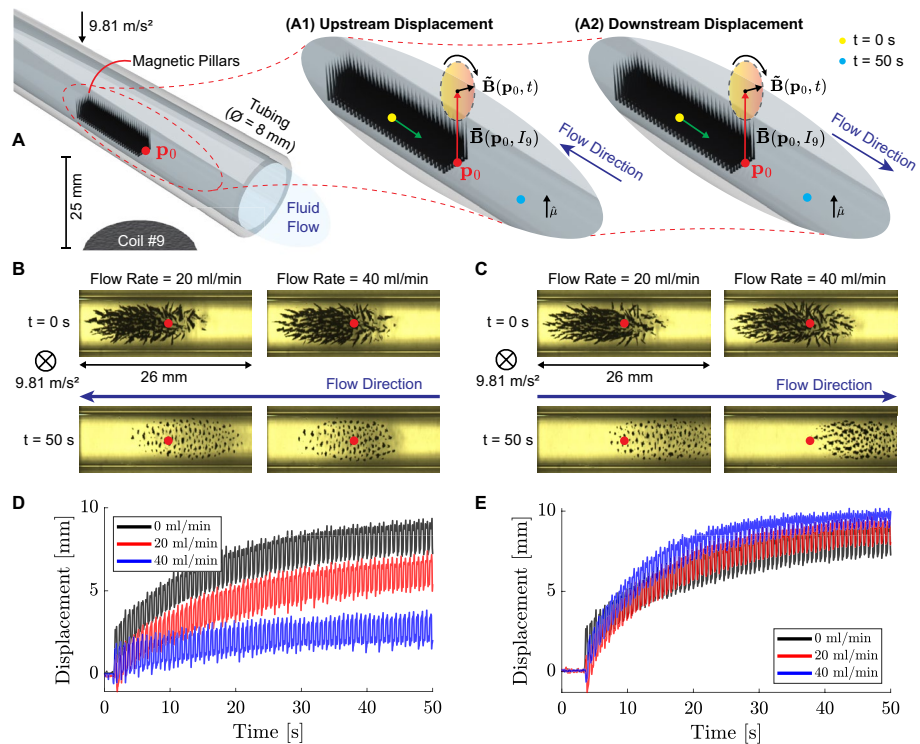 9.81 m/s²
Magnetic Pillars
A
p₀
Tubing
(Ø = 8 mm)
25 mm
Coil #9
Fluid
Flow
(A1) Upstream Displacement
B̃(p₀, t)
B̄(p₀, I₉)
p₀
Flow Direction
μ̂
(A2) Downstream Displacement
t = 0 s
t = 50 s
B̃(p₀, t)
B̄(p₀, I₉)
p₀
Flow Direction
μ̂
B
Flow Rate = 20 ml/min
Flow Rate = 40 ml/min
t = 0 s
9.81 m/s²
26 mm
Flow Direction
t = 50 s
C
Flow Rate = 20 ml/min
Flow Rate = 40 ml/min
t = 0 s
9.81 m/s²
26 mm
Flow Direction
t = 50 s
D
10
5
0
Displacement [mm]
0 ml/min
20 ml/min
40 ml/min
0 10 20 30 40 50
Time [s]
E
10
5
0
Displacement [mm]
0 ml/min
20 ml/min
40 ml/min
0 10 20 30 40 50
Time [s]